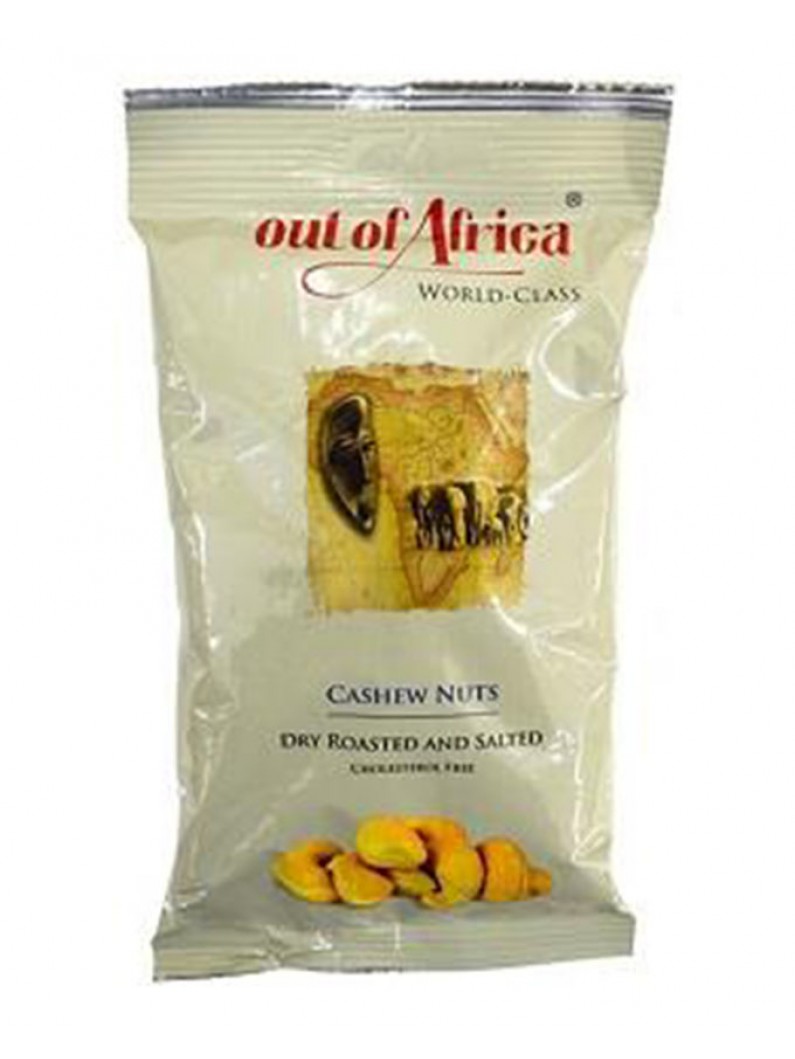 out of Africa®
WORLD-CLASS
CASHEW NUTS
DRY ROASTED AND SALTED
CHOLESTEROL FREE